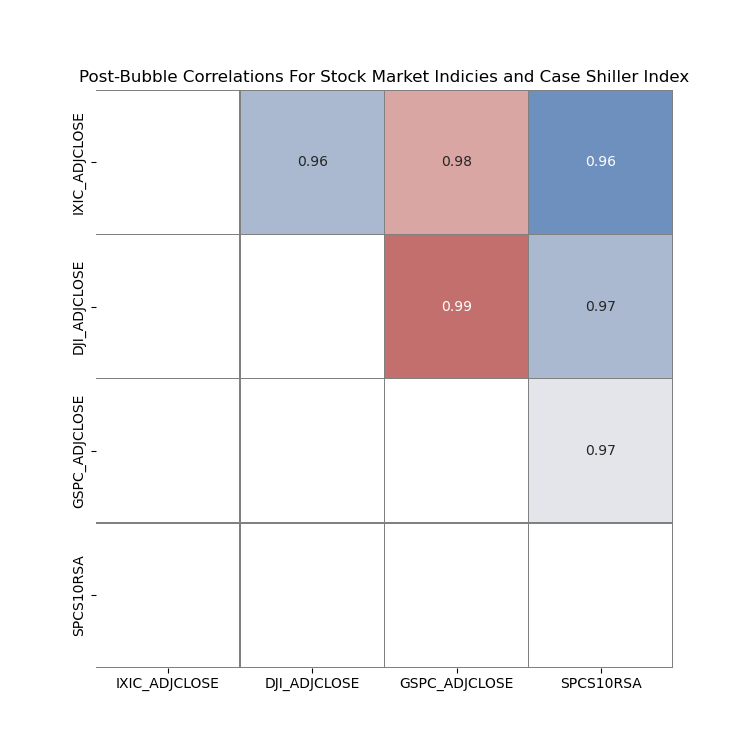 Post-Bubble Correlations For Stock Market Indicies and Case Shiller Index
IXIC_ADJCLOSE
0.96
0.98
0.96
DJI_ADJCLOSE
0.99
0.97
GSPC_ADJCLOSE
0.97
SPCS10RSA
IXIC_ADJCLOSE
DJI_ADJCLOSE
GSPC_ADJCLOSE
SPCS10RSA